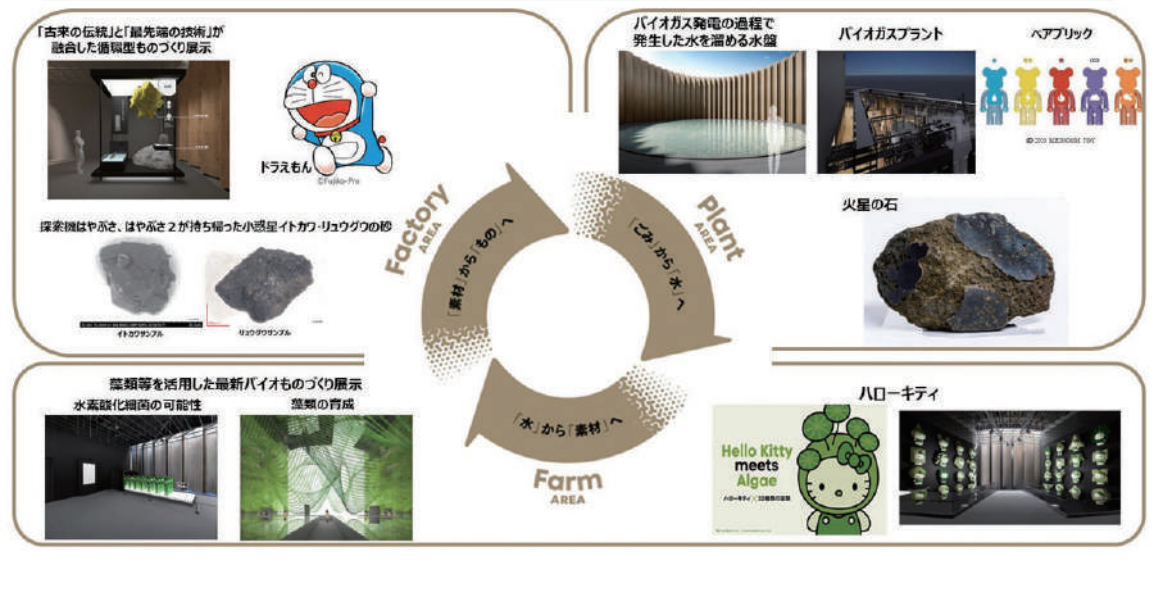 「古来の伝統」と「最先端の技術」が
融合した循環型ものづくり展示
ドラえもん
©Fujiko-Pro
探索機はやぶさ、はやぶさ2が持ち帰った小惑星イトカワ・リュウグウの砂
イトカワサンプル
リュウグウサンプル
Factory
AREA
「素材」から「もの」へ
バイオガス発電の過程で
発生した水を溜める水盤
バイオガスプラント
ベアブリック
火星の石
Plant
AREA
「ごみ」から「水」へ
藻類等を活用した最新バイオものづくり展示
水素酸化細菌の可能性
藻類の育成
「水」から「素材」へ
Farm
AREA
ハローキティ
Hello Kitty
meets
Algae